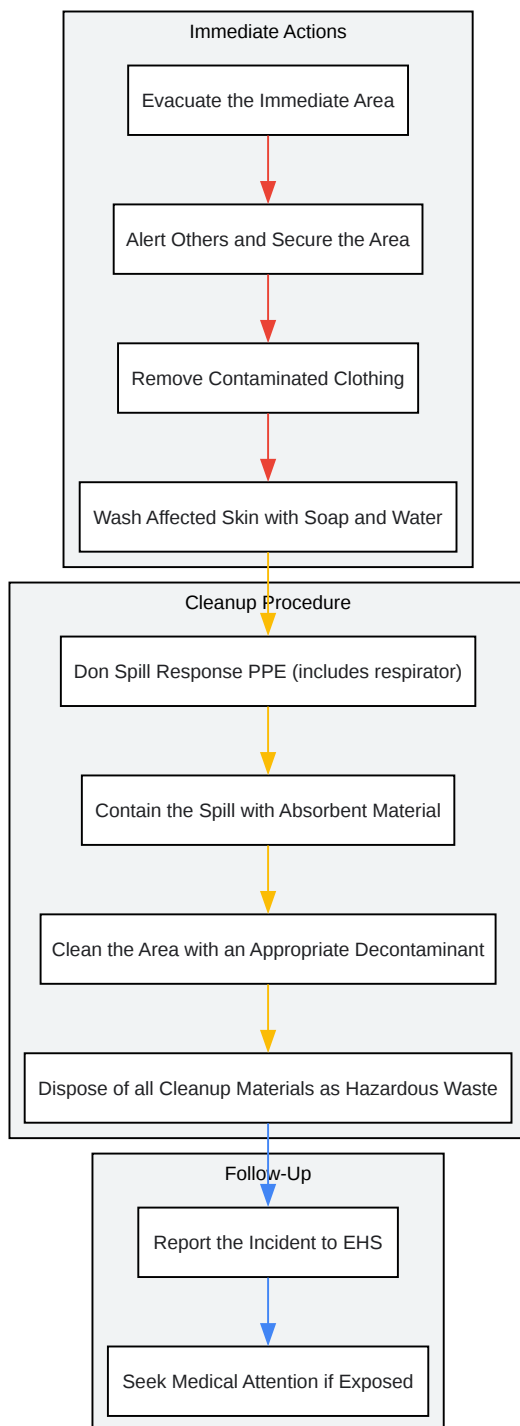 Immediate Actions
Evacuate the Immediate Area
Alert Others and Secure the Area
Remove Contaminated Clothing
Wash Affected Skin with Soap and Water
Cleanup Procedure
Don Spill Response PPE (includes respirator)
Contain the Spill with Absorbent Material
Clean the Area with an Appropriate Decontaminant
Dispose of all Cleanup Materials as Hazardous Waste
Follow-Up
Report the Incident to EHS
Seek Medical Attention if Exposed